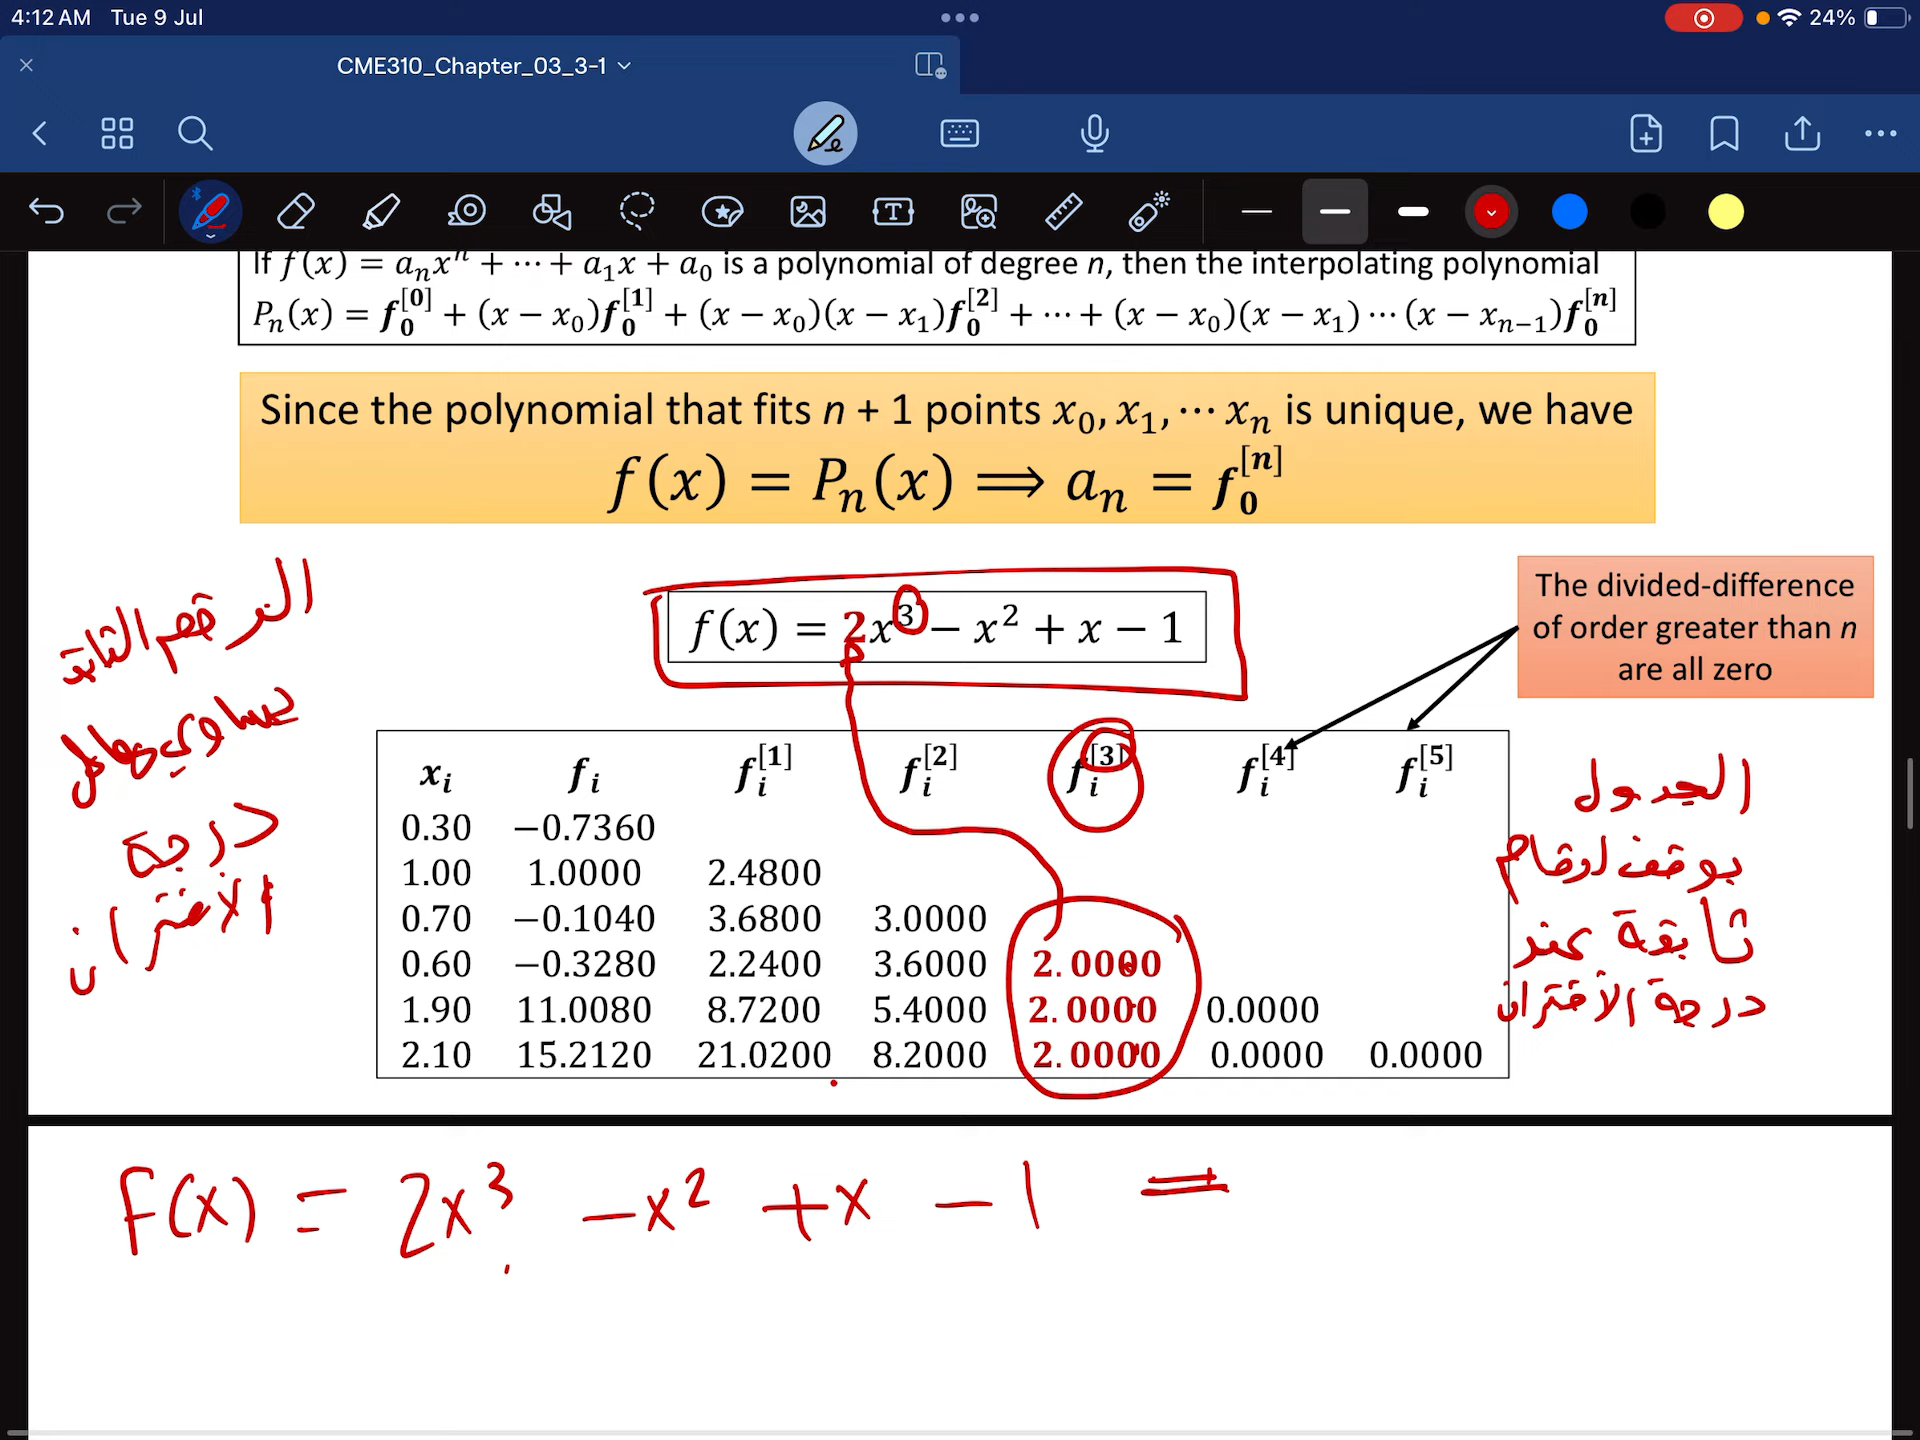 4:12 AM Tue 9 Jul
24%
CME310_Chapter_03_3-1
If f(x) = aₙxⁿ + ⋯ + a₁x + a₀ is a polynomial of degree n, then the interpolating polynomial
Pₙ(x) = f₀^[0] + (x − x₀)f₀^[1] + (x − x₀)(x − x₁)f₀^[2] + ⋯ + (x − x₀)(x − x₁) ⋯ (x − xₙ₋₁)f₀^[n]
Since the polynomial that fits n + 1 points x₀, x₁, ⋯ xₙ is unique, we have
f(x) = Pₙ(x) ⟹ aₙ = f₀^[n]
f(x) = 2x³ − x² + x − 1
The divided-difference
of order greater than n
are all zero
الرقم الثابت
يساوي معامل
درجة
الاقتران
xᵢ fᵢ fᵢ^[1] fᵢ^[2] fᵢ^[3] fᵢ^[4] fᵢ^[5]
0.30 −0.7360
1.00 1.0000 2.4800
0.70 −0.1040 3.6800 3.0000
0.60 −0.3280 2.2400 3.6000 2.0000
1.90 11.0080 8.7200 5.4000 2.0000 0.0000
2.10 15.2120 21.0200 8.2000 2.0000 0.0000 0.0000
الجدول
بوقف ارقام
ثابتة عند
درجة الأقتران
F(x) = 2x³ − x² + x − 1 =